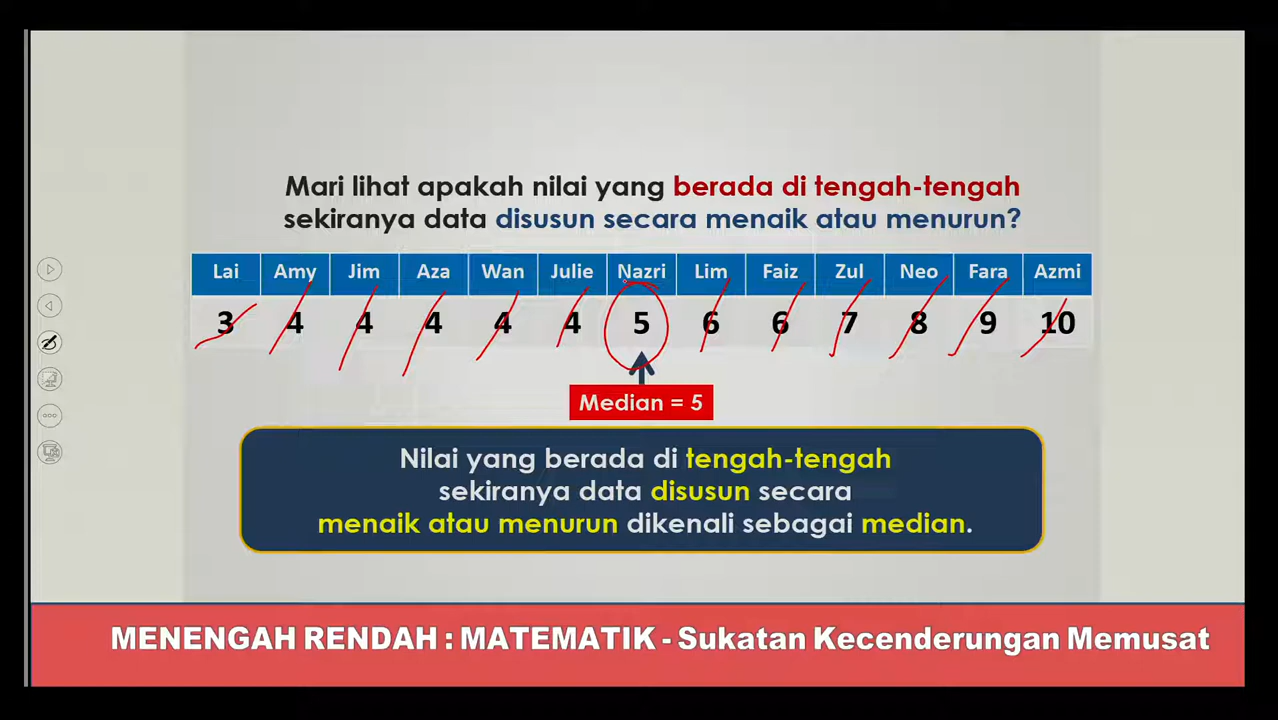 Mari lihat apakah nilai yang berada di tengah-tengah
sekiranya data disusun secara menaik atau menurun?
Lai Amy Jim Aza Wan Julie Nazri Lim Faiz Zul Neo Fara Azmi
3 4 4 4 4 4 5 6 6 7 8 9 10
Median = 5
Nilai yang berada di tengah-tengah
sekiranya data disusun secara
menaik atau menurun dikenali sebagai median.
MENENGAH RENDAH : MATEMATIK - Sukatan Kecenderungan Memusat